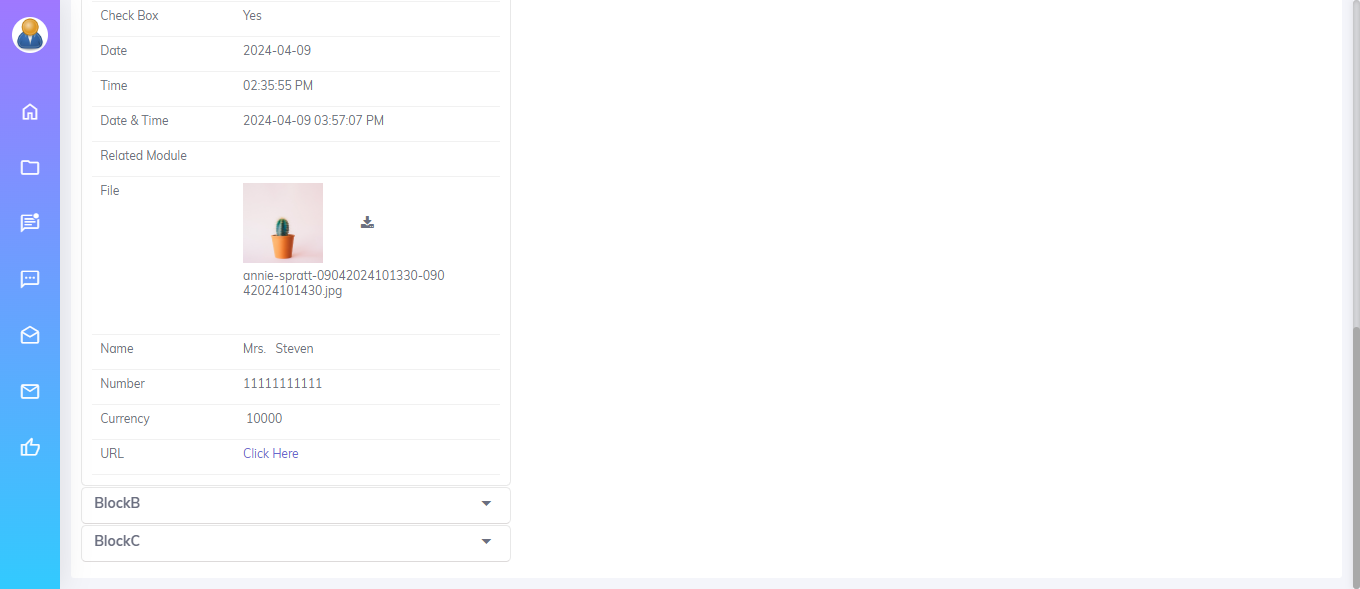 Check Box Yes
Date 2024-04-09
Time 02:35:55 PM
Date & Time 2024-04-09 03:57:07 PM
Related Module
File
annie-spratt-09042024101330-090
42024101430.jpg
Name Mrs. Steven
Number 11111111111
Currency 10000
URL Click Here
BlockB
BlockC